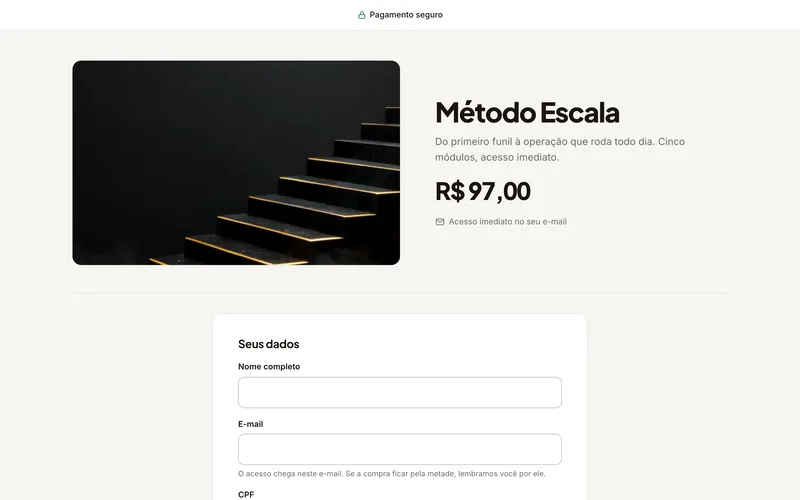 Pagamento seguro
Método Escala
Do primeiro funil à operação que roda todo dia. Cinco
módulos, acesso imediato.
R$ 97,00
Acesso imediato no seu e-mail
Seus dados
Nome completo
E-mail
O acesso chega neste e-mail. Se a compra ficar pela metade, lembramos você por ele.
CPF